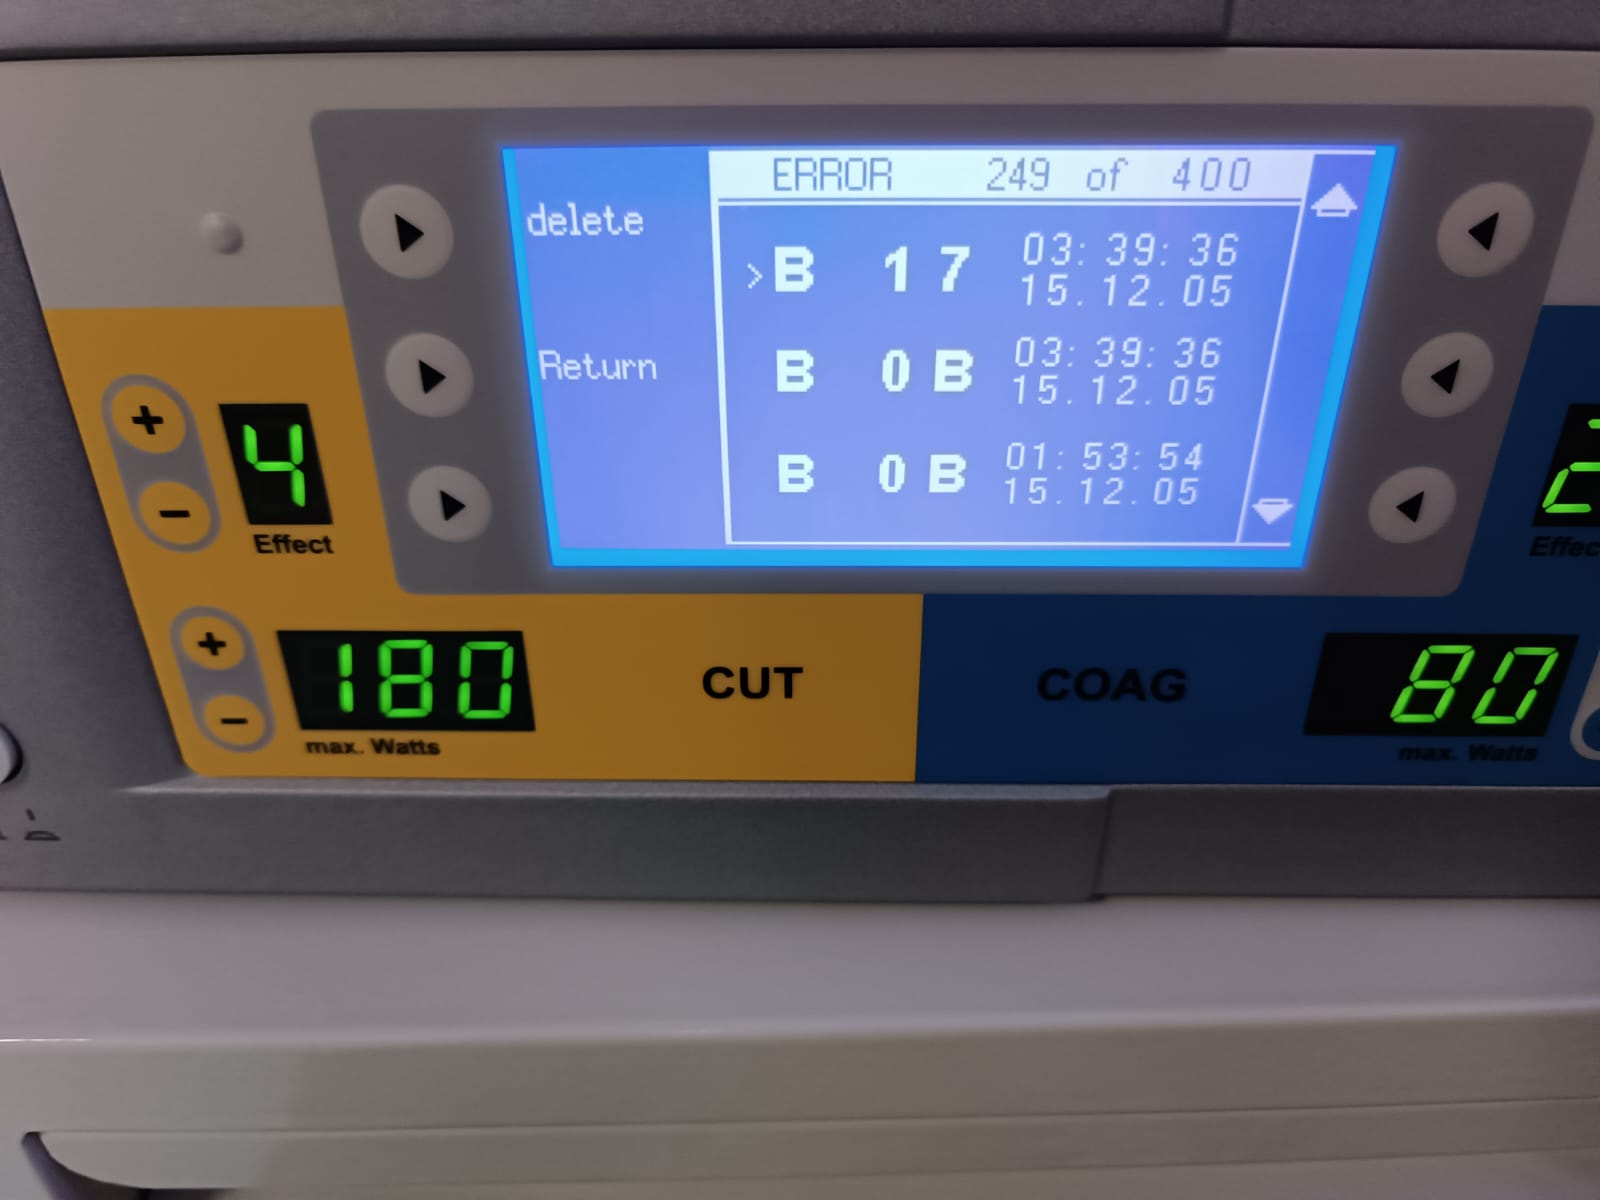 ERROR 249 of 400
delete
>B 17 03:39:36
15.12.05
Return
B 0B 03:39:36
15.12.05
B 0B 01:53:54
15.12.05
+
-
4
Effect
+
-
180
max. Watts
CUT
COAG
80
max. Watts